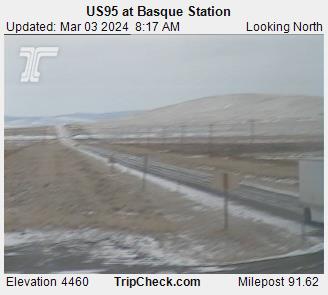 US95 at Basque Station
Updated: Mar 03 2024 8:17 AM Looking North
Elevation 4460 TripCheck.com Milepost 91.62